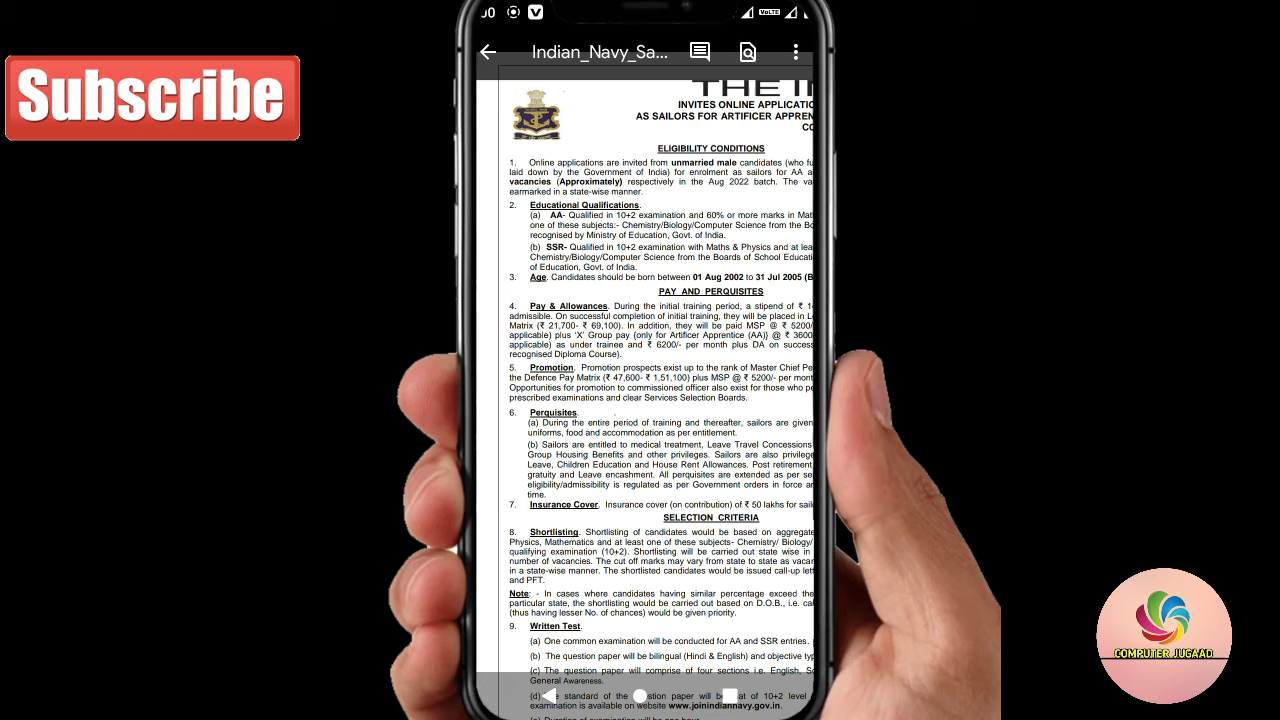 Subscribe
00
VoLTE
Indian_Navy_Sa...
THE I
INVITES ONLINE APPLICATIO
AS SAILORS FOR ARTIFICER APPREN
CO
ELIGIBILITY CONDITIONS
1. Online applications are invited from unmarried male candidates (who fu
laid down by the Government of India) for enrolment as sailors for AA a
vacancies (Approximately) respectively in the Aug 2022 batch. The va
earmarked in a state-wise manner.
2. Educational Qualifications.
(a) AA- Qualified in 10+2 examination and 60% or more marks in Mat
one of these subjects:- Chemistry/Biology/Computer Science from the Bo
recognised by Ministry of Education, Govt. of India.
(b) SSR- Qualified in 10+2 examination with Maths & Physics and at lea
Chemistry/Biology/Computer Science from the Boards of School Educati
of Education, Govt. of India.
3. Age. Candidates should be born between 01 Aug 2002 to 31 Jul 2005 (B
PAY AND PERQUISITES
4. Pay & Allowances. During the initial training period, a stipend of ₹ 1
admissible. On successful completion of initial training, they will be placed in L
Matrix (₹ 21,700- ₹ 69,100). In addition, they will be paid MSP @ ₹ 5200/
applicable) plus 'X' Group pay {only for Artificer Apprentice (AA)} @ ₹ 3600
applicable) as under trainee and ₹ 6200/- per month plus DA on success
recognised Diploma Course}.
5. Promotion. Promotion prospects exist up to the rank of Master Chief Pe
the Defence Pay Matrix (₹ 47,600- ₹ 1,51,100) plus MSP @ ₹ 5200/- per mont
Opportunities for promotion to commissioned officer also exist for those who pe
prescribed examinations and clear Services Selection Boards.
6. Perquisites.
(a) During the entire period of training and thereafter, sailors are given
uniforms, food and accommodation as per entitlement.
(b) Sailors are entitled to medical treatment, Leave Travel Concessions
Group Housing Benefits and other privileges. Sailors are also privilege
Leave, Children Education and House Rent Allowances. Post retirement
gratuity and Leave encashment. All perquisites are extended as per se
eligibility/admissibility is regulated as per Government orders in force an
time.
7. Insurance Cover. Insurance cover (on contribution) of ₹ 50 lakhs for sail
SELECTION CRITERIA
8. Shortlisting. Shortlisting of candidates would be based on aggregate
Physics, Mathematics and at least one of these subjects- Chemistry/ Biology/
qualifying examination (10+2). Shortlisting will be carried out state wise in
number of vacancies. The cut off marks may vary from state to state as vacan
in a state-wise manner. The shortlisted candidates would be issued call-up lett
and PFT.
Note: - In cases where candidates having similar percentage exceed the
particular state, the shortlisting would be carried out based on D.O.B., i.e. ca
(thus having lesser No. of chances) would be given priority.
9. Written Test.
(a) One common examination will be conducted for AA and SSR entries.
(b) The question paper will be bilingual (Hindi & English) and objective typ
(c) The question paper will comprise of four sections i.e. English, Sc
General Awareness.
(d) standard of the question paper will be that of 10+2 level
examination is available on website www.joinindiannavy.gov.in.
COMPUTER JUGAAD